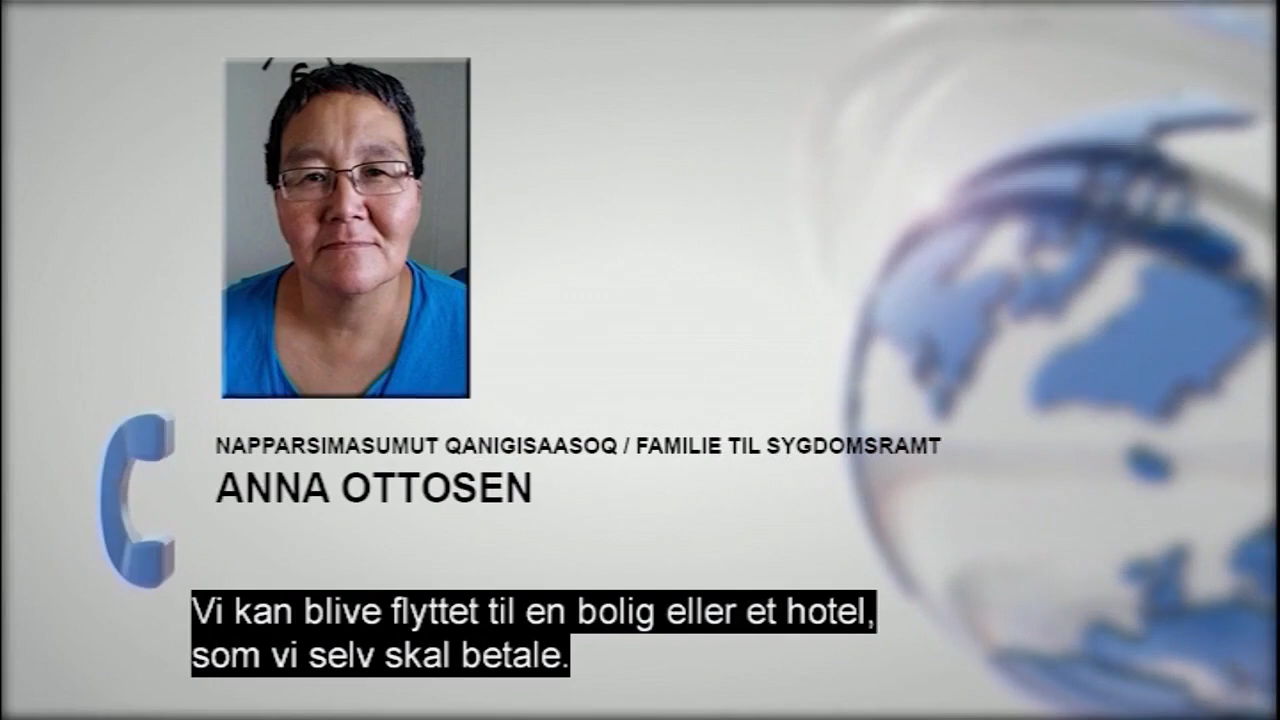 NAPPARSIMASUMUT QANIGISAASOQ / FAMILIE TIL SYGDOMSRAMT
ANNA OTTOSEN
Vi kan blive flyttet til en bolig eller et hotel,
som vi selv skal betale.